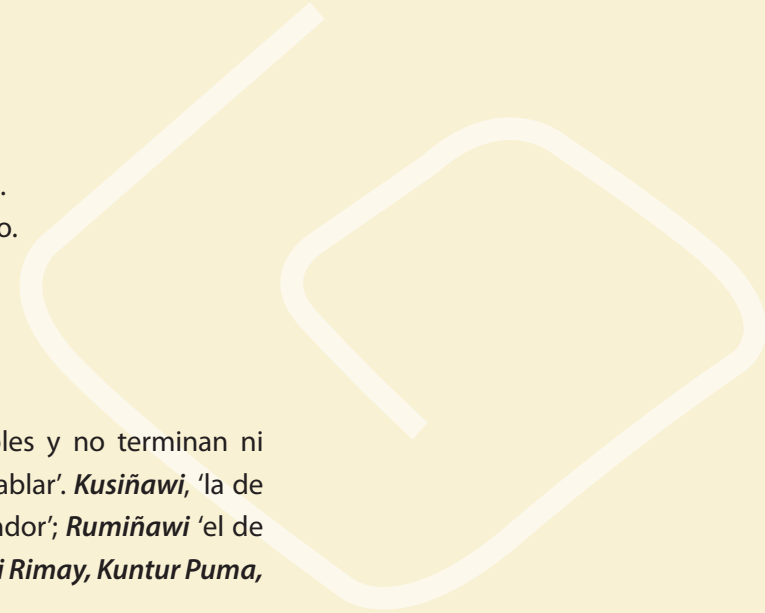 .
o.
les y no terminan ni
ablar’. Kusiñawi, ‘la de
ador’; Rumiñawi ‘el de
i Rimay, Kuntur Puma,